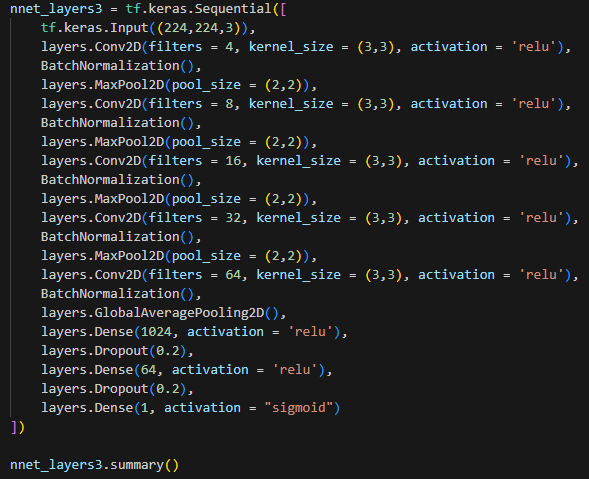 nnet_layers3 = tf.keras.Sequential([
    tf.keras.Input((224,224,3)),
    layers.Conv2D(filters = 4, kernel_size = (3,3), activation = 'relu'),
    BatchNormalization(),
    layers.MaxPool2D(pool_size = (2,2)),
    layers.Conv2D(filters = 8, kernel_size = (3,3), activation = 'relu'),
    BatchNormalization(),
    layers.MaxPool2D(pool_size = (2,2)),
    layers.Conv2D(filters = 16, kernel_size = (3,3), activation = 'relu'),
    BatchNormalization(),
    layers.MaxPool2D(pool_size = (2,2)),
    layers.Conv2D(filters = 32, kernel_size = (3,3), activation = 'relu'),
    BatchNormalization(),
    layers.MaxPool2D(pool_size = (2,2)),
    layers.Conv2D(filters = 64, kernel_size = (3,3), activation = 'relu'),
    BatchNormalization(),
    layers.GlobalAveragePooling2D(),
    layers.Dense(1024, activation = 'relu'),
    layers.Dropout(0.2),
    layers.Dense(64, activation = 'relu'),
    layers.Dropout(0.2),
    layers.Dense(1, activation = "sigmoid")
])

nnet_layers3.summary()